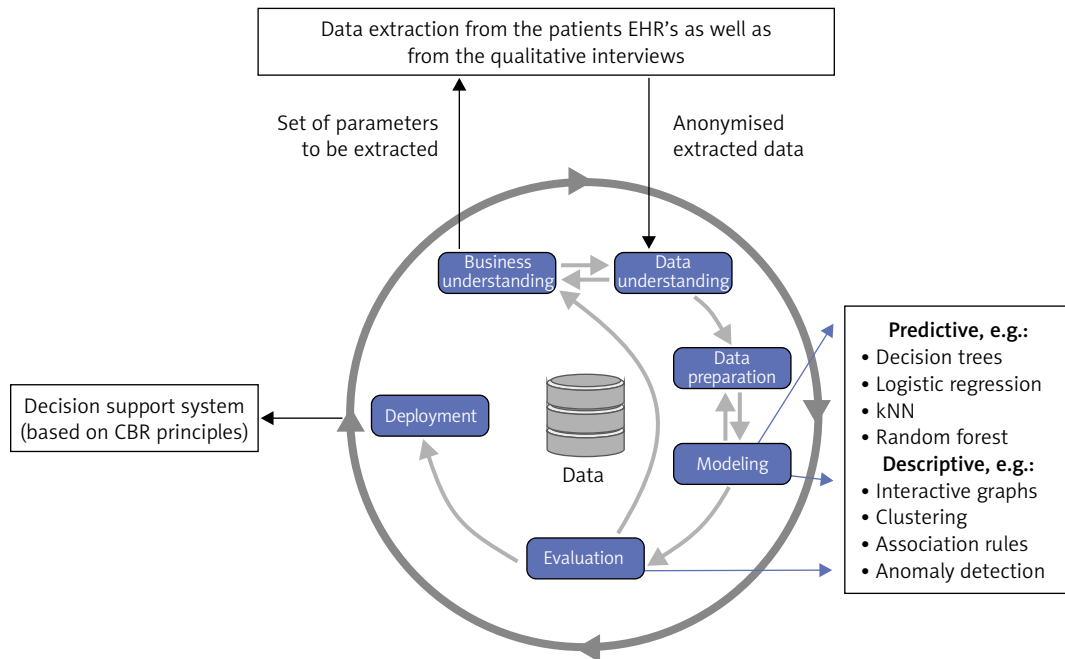 Data extraction from the patients EHR's as well as
from the qualitative interviews
Set of parameters
to be extracted
Anonymised
extracted data
Business
understanding
Data
understanding
Data
preparation
Modeling
Evaluation
Deployment
Data
Decision support system
(based on CBR principles)
Predictive, e.g.:
• Decision trees
• Logistic regression
• kNN
• Random forest
Descriptive, e.g.:
• Interactive graphs
• Clustering
• Association rules
• Anomaly detection